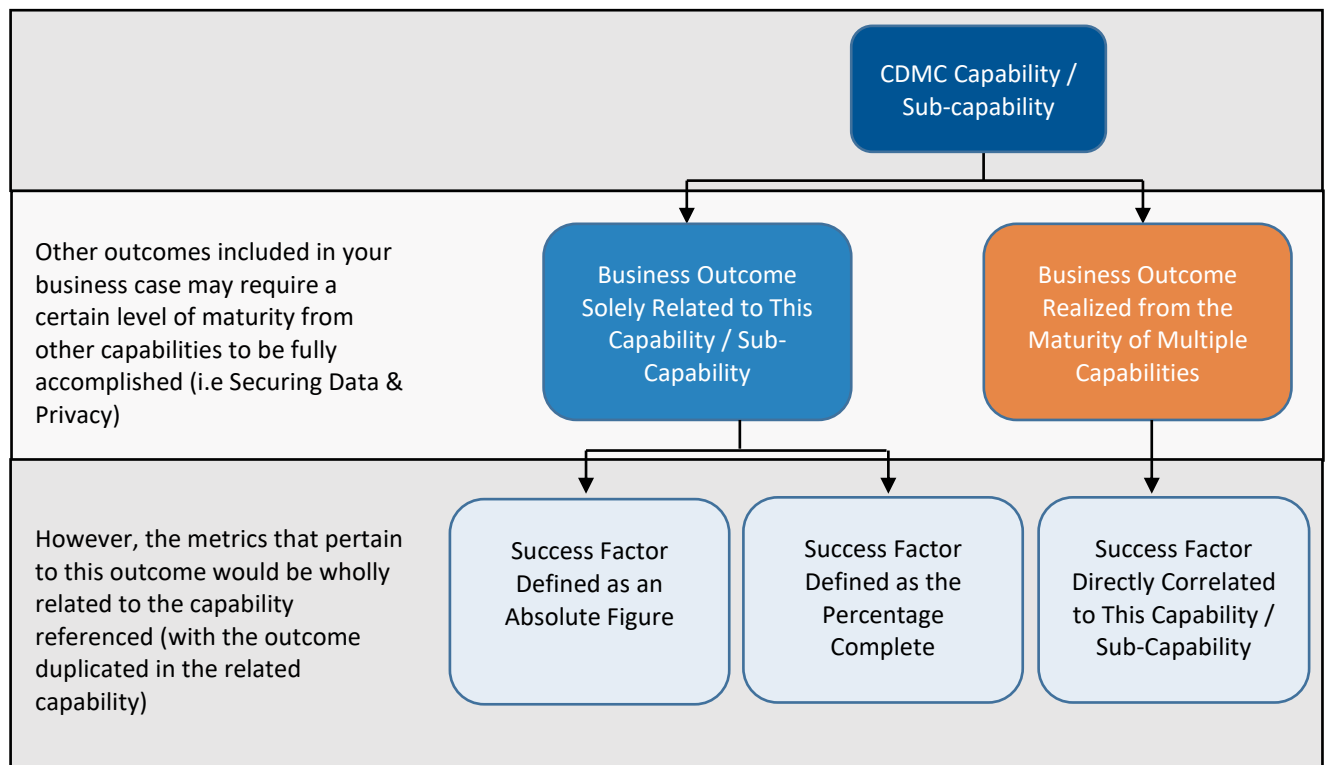 CDMC Capability /
Sub-capability
Other outcomes included in your
business case may require a
certain level of maturity from
other capabilities to be fully
accomplished (i.e Securing Data &
Privacy)
Business Outcome
Solely Related to This
Capability / Sub-
Capability
Business Outcome
Realized from the
Maturity of Multiple
Capabilities
However, the metrics that pertain
to this outcome would be wholly
related to the capability
referenced (with the outcome
duplicated in the related
capability)
Success Factor
Defined as an
Absolute Figure
Success Factor
Defined as the
Percentage
Complete
Success Factor
Directly Correlated
to This Capability /
Sub-Capability